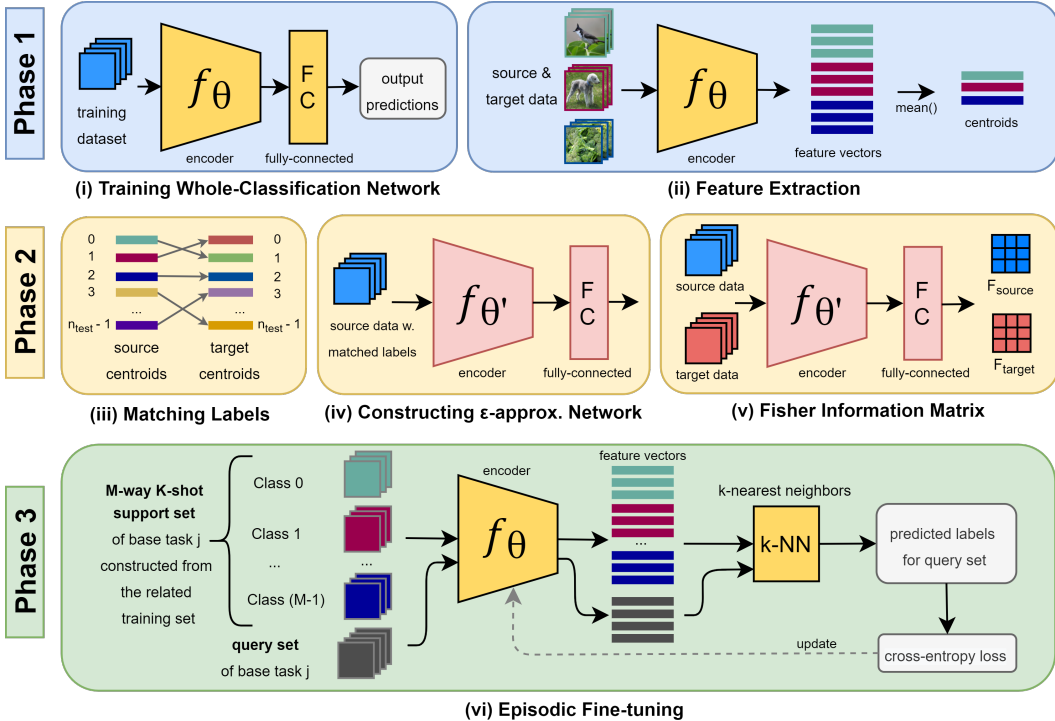 Phase 1
training
dataset
fθ
encoder
F
C
fully-connected
output
predictions
(i) Training Whole-Classification Network
source &
target data
fθ
encoder
feature vectors
mean()
centroids
(ii) Feature Extraction
Phase 2
0
1
2
3
...
n_test - 1
source
centroids
0
1
2
3
...
n_test - 1
target
centroids
(iii) Matching Labels
source data w.
matched labels
fθ'
encoder
F
C
fully-connected
(iv) Constructing ε-approx. Network
source data
target data
fθ'
encoder
F
C
fully-connected
F_source
F_target
(v) Fisher Information Matrix
Phase 3
M-way K-shot
support set
of base task j
constructed from
the related
training set
Class 0
Class 1
...
Class (M-1)
...
query set
of base task j
encoder
fθ
feature vectors
...
k-nearest neighbors
k-NN
predicted labels
for query set
cross-entropy loss
update
(vi) Episodic Fine-tuning